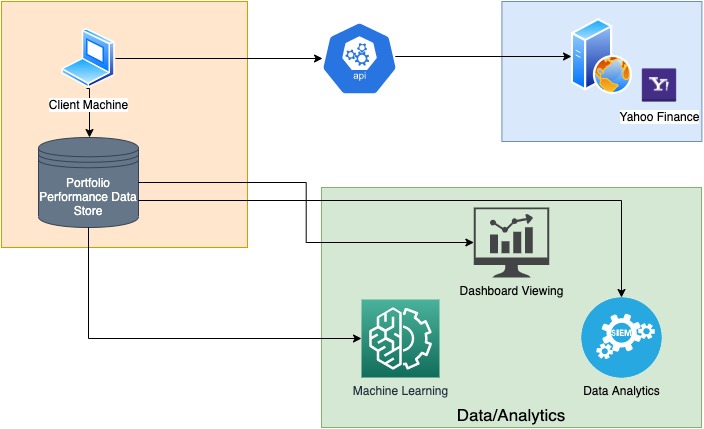 api
Client Machine
Y!
Yahoo Finance
Portfolio
Performance Data
Store
Dashboard Viewing
SIEM
Machine Learning
Data Analytics
Data/Analytics